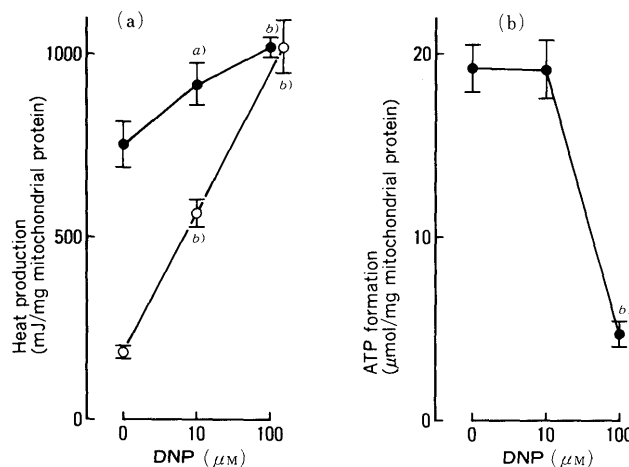 (a)
Heat production
(mJ/mg mitochondrial protein)
1000
500
0
a)
b)
b)
b)
0
10
100
DNP (μM)
(b)
ATP formation
(μmol/mg mitochondrial protein)
20
10
0
b)
0
10
100
DNP (μM)